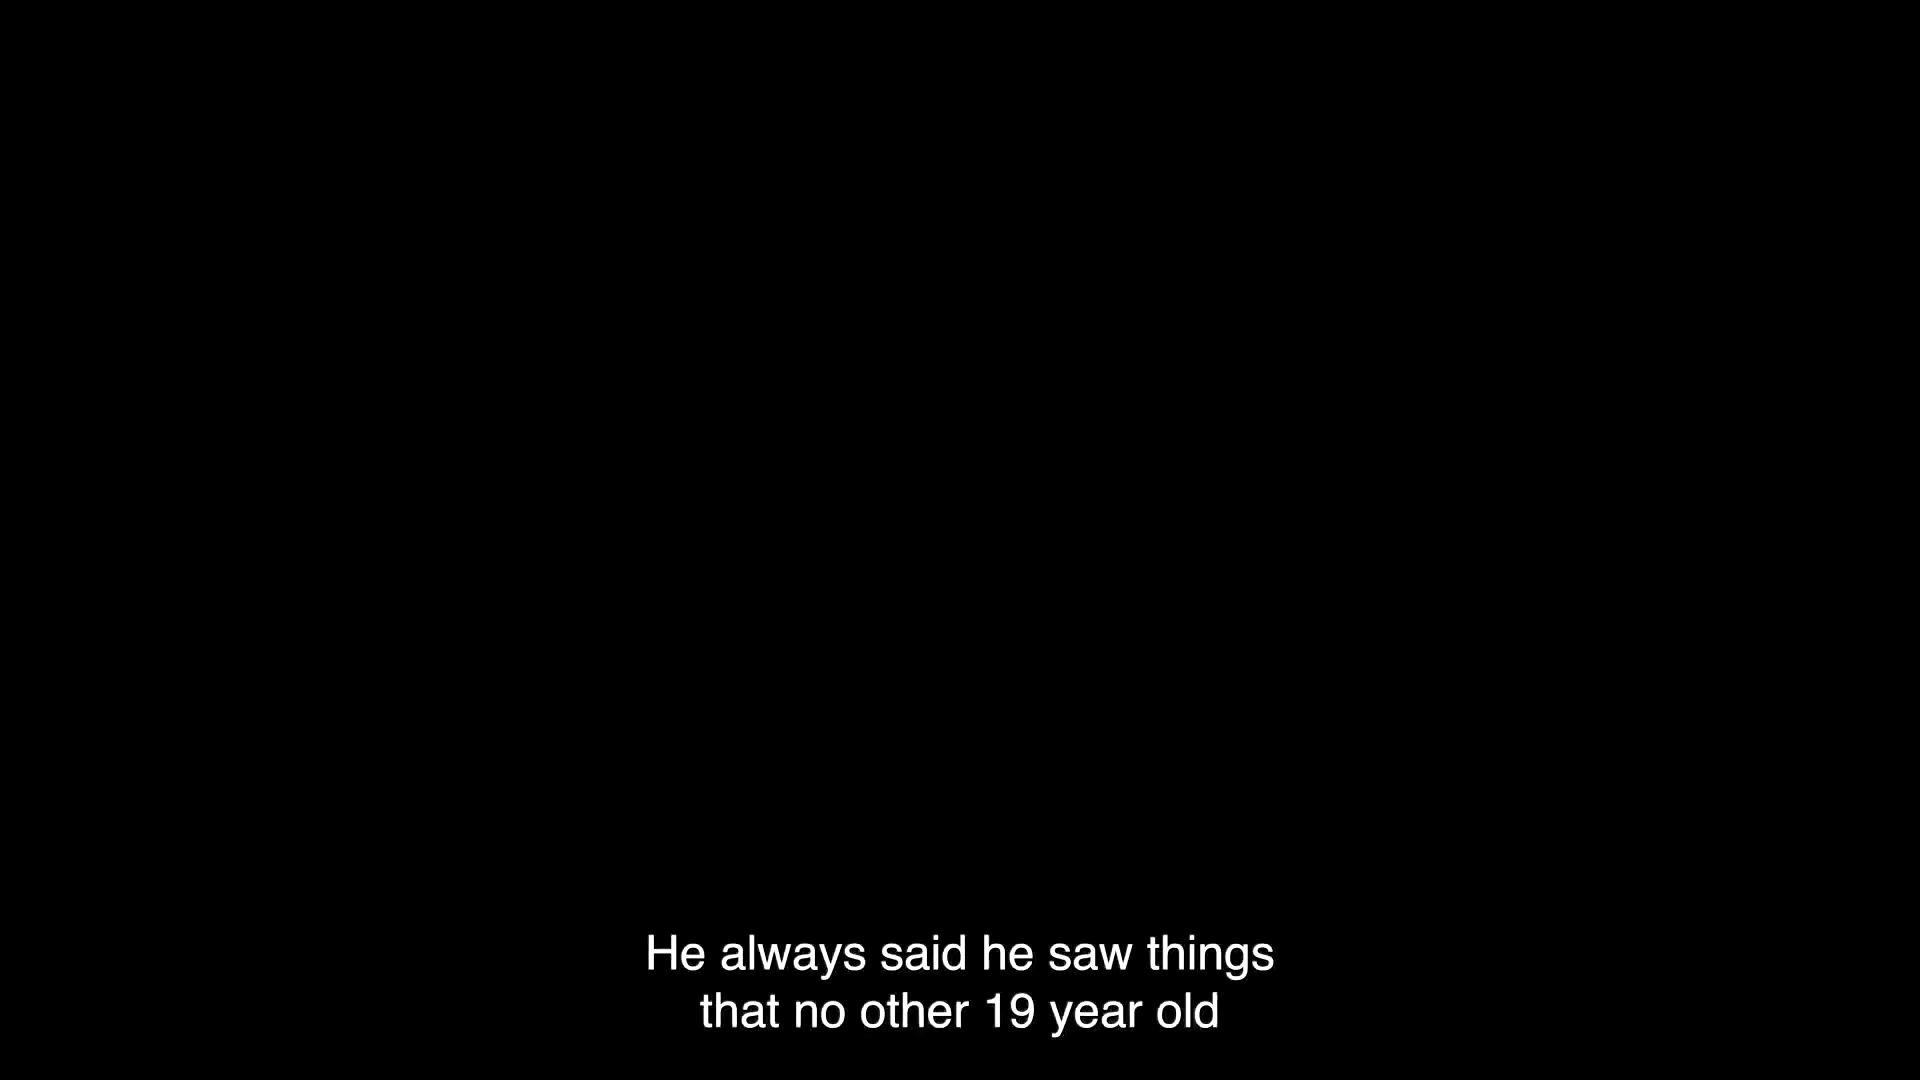 He always said he saw things
that no other 19 year old